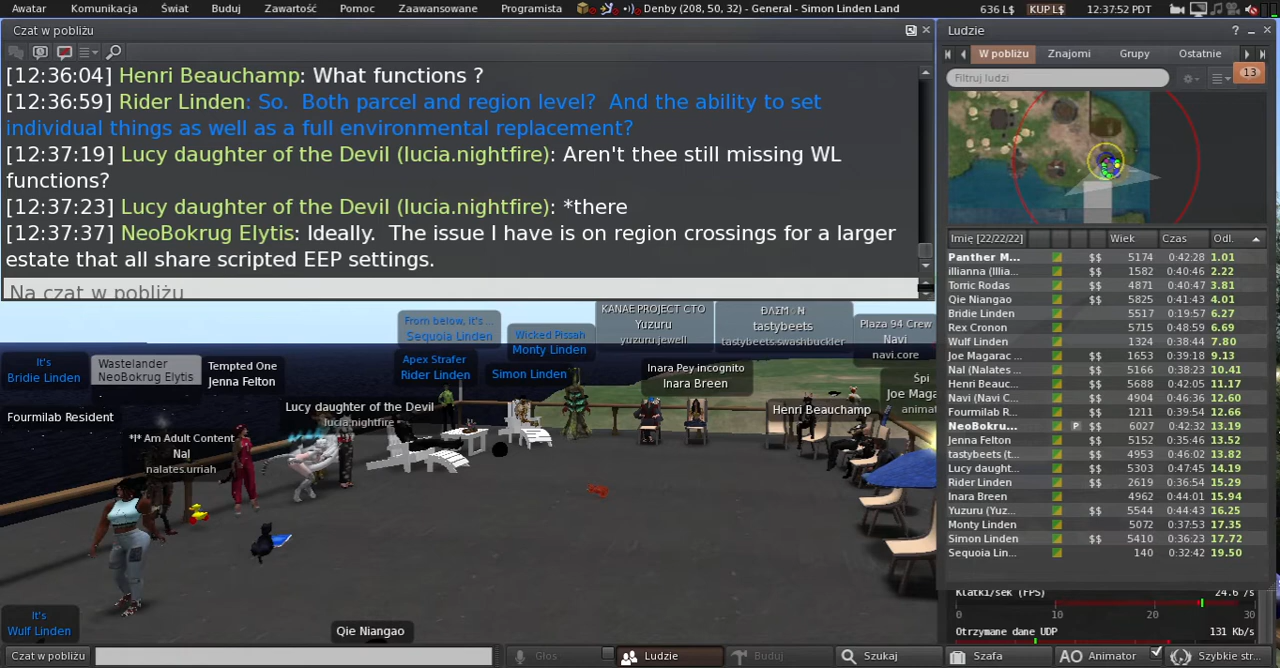 Awatar Komunikacja Świat Buduj Zawartość Pomoc Zaawansowane Programista Denby (208, 50, 32) - General - Simon Linden Land 636 L$ KUP L$ 12:37:52 PDT
Czat w pobliżu
[12:36:04] Henri Beauchamp: What functions ?
[12:36:59] Rider Linden: So.  Both parcel and region level?  And the ability to set
individual things as well as a full environmental replacement?
[12:37:19] Lucy daughter of the Devil (lucia.nightfire): Aren't thee still missing WL
functions?
[12:37:23] Lucy daughter of the Devil (lucia.nightfire): *there
[12:37:37] NeoBokrug Elytis: Ideally.  The issue I have is on region crossings for a larger
estate that all share scripted EEP settings.
Na czat w pobliżu
Ludzie
W pobliżu Znajomi Grupy Ostatnie
Filtruj ludzi
13
Imię [22/22/22] Wiek Czas Odl.
Panther M... $$ 5174 0:42:28 1.01
illianna (Illia... $$ 1582 0:40:46 2.22
Torric Rodas $$ 4871 0:40:47 3.81
Qie Niangao $$ 5825 0:41:43 4.01
Bridie Linden 5517 0:19:57 6.27
Rex Cronon 5715 0:48:59 6.69
Wulf Linden 1324 0:38:44 7.80
Joe Magarac ... $$ 1653 0:39:18 9.13
Nal (Nalates ... $$ 5166 0:38:23 10.41
Henri Beauc... $$ 5688 0:42:05 11.17
Navi (Navi C... $$ 4904 0:46:36 12.60
Fourmilab R... $$ 1211 0:39:54 12.66
NeoBokru... P $$ 6027 0:42:32 13.19
Jenna Felton $$ 5152 0:35:46 13.52
tastybeets (t... $$ 4953 0:46:02 13.82
Lucy daught... $$ 5303 0:47:45 14.19
Rider Linden $$ 2619 0:36:54 15.29
Inara Breen 4962 0:44:01 15.94
Yuzuru (Yuz... $$ 5544 0:44:43 16.25
Monty Linden 5072 0:37:53 17.35
Simon Linden $$ 5410 0:36:23 17.72
Sequoia Lin... 140 0:32:42 19.50
Klatki/sek (FPS) 24.6 /s
0 10 20 30
Otrzymane dane UDP 131 Kb/s
From below, it's ...
Sequoia Linden
Wicked Pissah
Monty Linden
KANAE PROJECT CTO
Yuzuru
yuzuru.jewell
tastybeets
tastybeets.swashbuckler
Plaza 94 Crew
Navi
navi.core
It's
Bridie Linden
Wastelander
NeoBokrug Elytis
Tempted One
Jenna Felton
Apex Strafer
Rider Linden
Simon Linden
Inara Pey incognito
Inara Breen
Śpi
Joe Maga
animat
Fourmilab Resident
Lucy daughter of the Devil
lucia.nightfire
Henri Beauchamp
*I* Am Adult Content
Nal
nalates.urriah
It's
Wulf Linden
Qie Niangao
Czat w pobliżu Głos Ludzie Buduj Szukaj Szafa AO Animator Szybkie str...